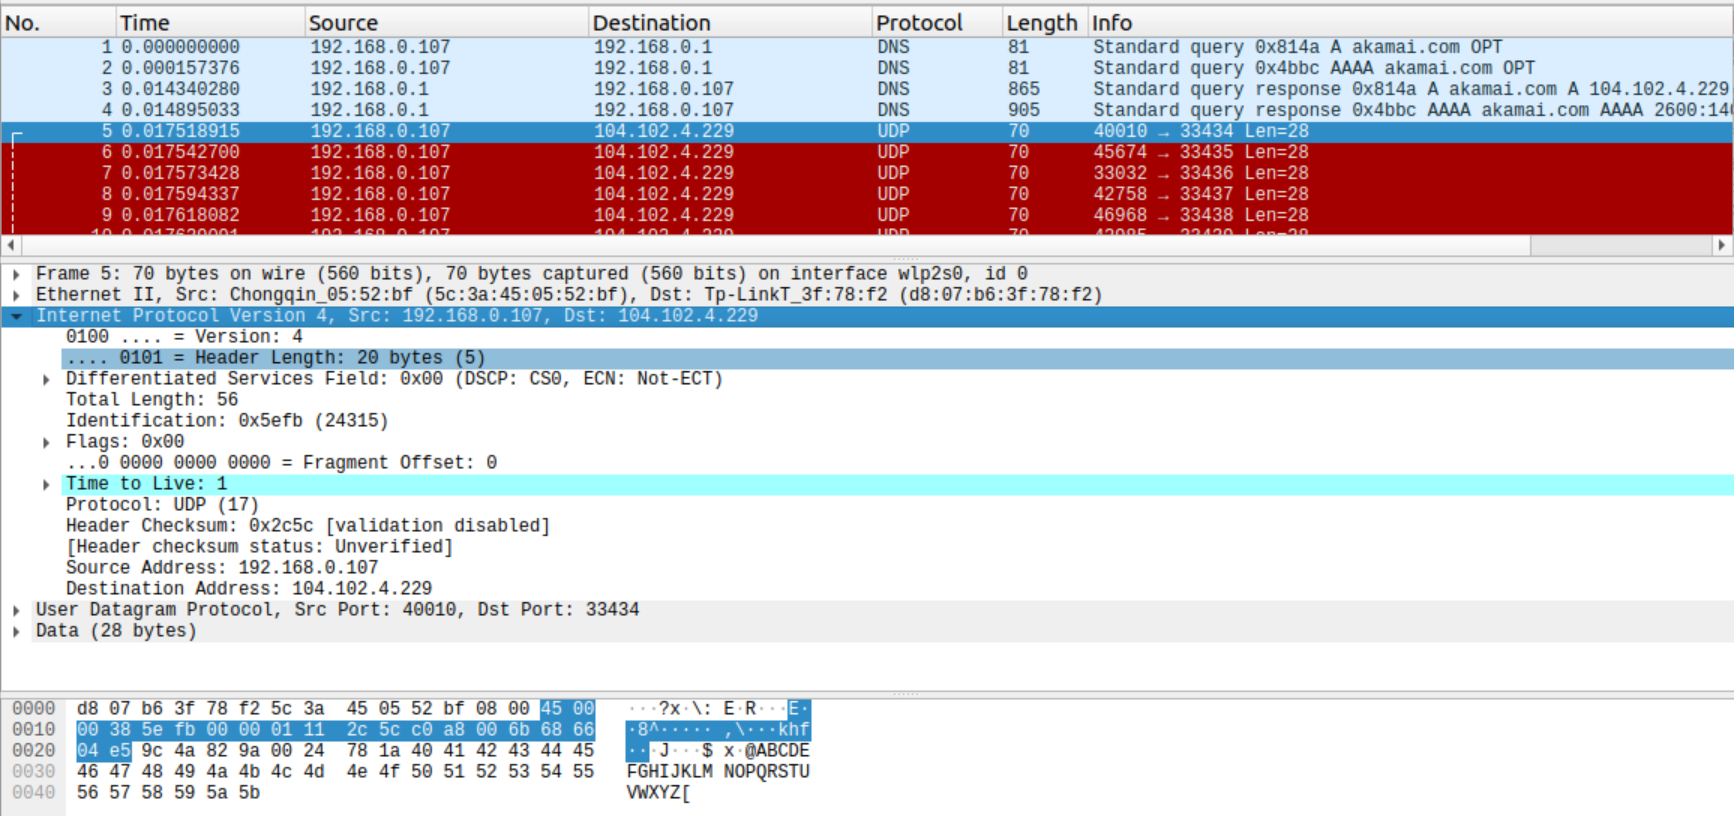 No. Time Source Destination Protocol Length Info
1 0.000000000 192.168.0.107 192.168.0.1 DNS 81 Standard query 0x814a A akamai.com OPT
2 0.000157376 192.168.0.107 192.168.0.1 DNS 81 Standard query 0x4bbc AAAA akamai.com OPT
3 0.014340280 192.168.0.1 192.168.0.107 DNS 865 Standard query response 0x814a A akamai.com A 104.102.4.229
4 0.014895033 192.168.0.1 192.168.0.107 DNS 905 Standard query response 0x4bbc AAAA akamai.com AAAA
5 0.017518915 192.168.0.107 104.102.4.229 UDP 70 40010 → 33434 Len=28
6 0.017542700 192.168.0.107 104.102.4.229 UDP 70 45674 → 33435 Len=28
7 0.017573428 192.168.0.107 104.102.4.229 UDP 70 33032 → 33436 Len=28
8 0.017594337 192.168.0.107 104.102.4.229 UDP 70 42758 → 33437 Len=28
9 0.017618082 192.168.0.107 104.102.4.229 UDP 70 46968 → 33438 Len=28
Frame 5: 70 bytes on wire (560 bits), 70 bytes captured (560 bits) on interface wlp2s0, id 0
Ethernet II, Src: Chongqin_05:52:bf (5c:3a:45:05:52:bf), Dst: Tp-LinkT_3f:78:f2 (d8:07:b6:3f:78:f2)
Internet Protocol Version 4, Src: 192.168.0.107, Dst: 104.102.4.229
0100 .... = Version: 4
.... 0101 = Header Length: 20 bytes (5)
Differentiated Services Field: 0x00 (DSCP: CS0, ECN: Not-ECT)
Total Length: 56
Identification: 0x5efb (24315)
Flags: 0x00
...0 0000 0000 0000 = Fragment Offset: 0
Time to Live: 1
Protocol: UDP (17)
Header Checksum: 0x2c5c [validation disabled]
[Header checksum status: Unverified]
Source Address: 192.168.0.107
Destination Address: 104.102.4.229
User Datagram Protocol, Src Port: 40010, Dst Port: 33434
Data (28 bytes)
0000 d8 07 b6 3f 78 f2 5c 3a 45 05 52 bf 08 00 45 00 ···?x·\: E·R···E·
0010 00 38 5e fb 00 00 01 11 2c 5c c0 a8 00 6b 68 66 ·8^····· ,\···khf
0020 04 e5 9c 4a 82 9a 00 24 78 1a 40 41 42 43 44 45 ···J···$ x·@ABCDE
0030 46 47 48 49 4a 4b 4c 4d 4e 4f 50 51 52 53 54 55 FGHIJKLM NOPQRSTU
0040 56 57 58 59 5a 5b VWXYZ[